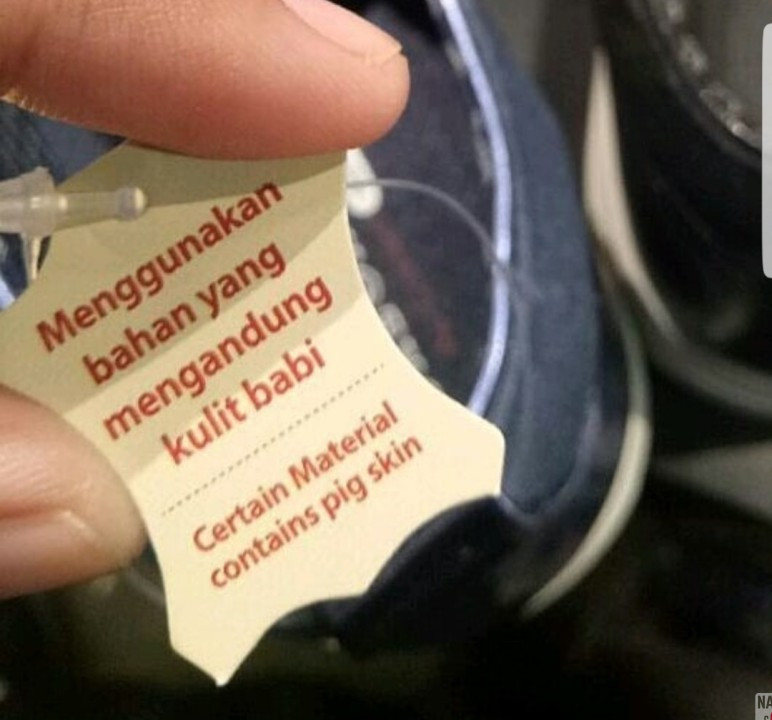 Menggunakan
bahan yang
mengandung
kulit babi
Certain Material
contains pig skin